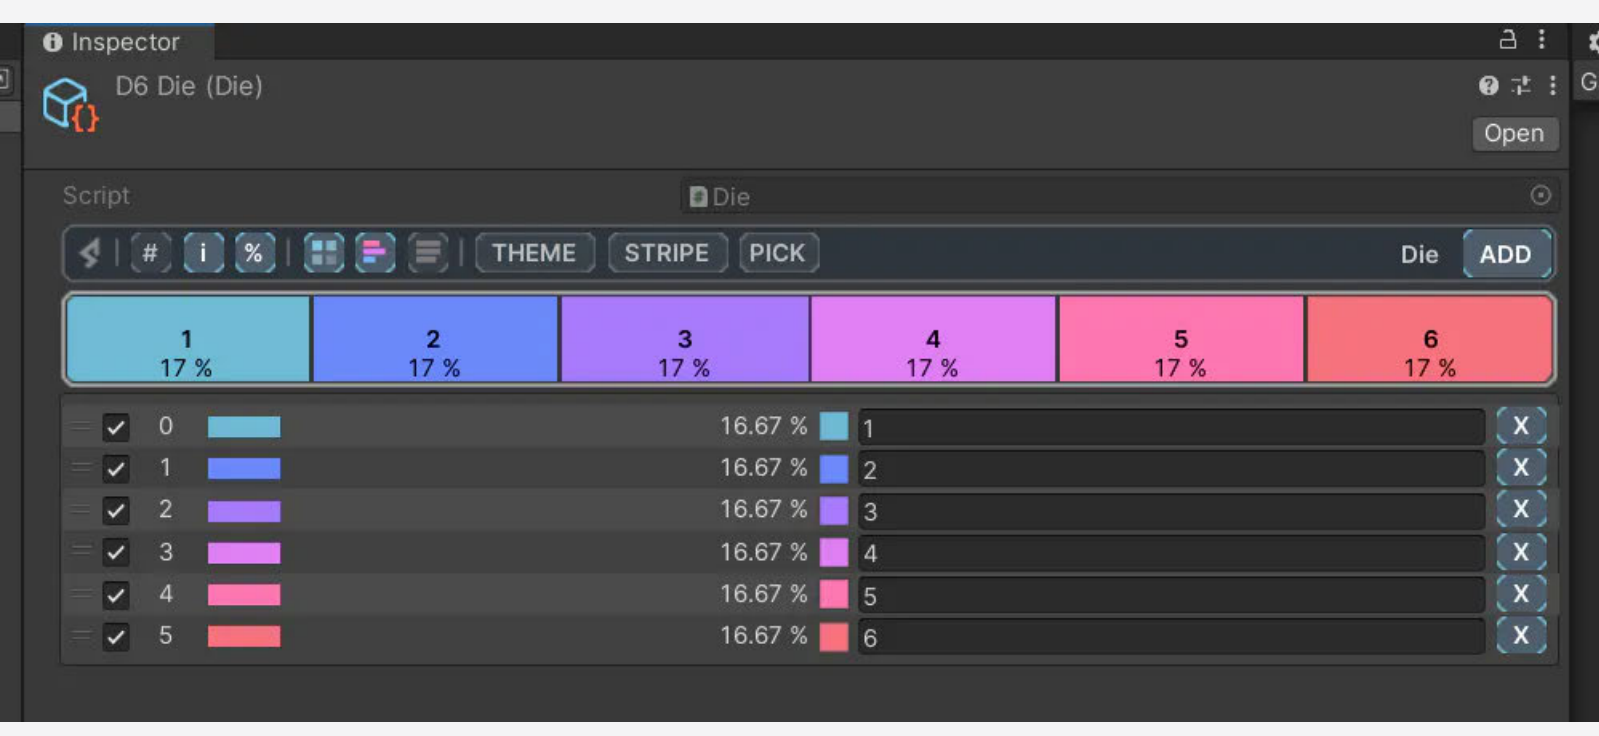 Inspector
D6 Die (Die)
G
Open
Script
Die
# i % THEME STRIPE PICK Die ADD
1 2 3 4 5 6
17 % 17 % 17 % 17 % 17 % 17 %
0 16.67 % 1 X
1 16.67 % 2 X
2 16.67 % 3 X
3 16.67 % 4 X
4 16.67 % 5 X
5 16.67 % 6 X